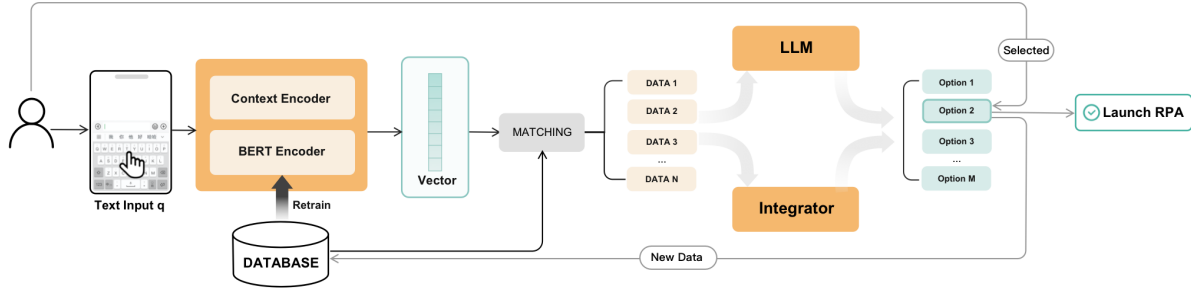 LLM
Selected
Context Encoder
BERT Encoder
Vector
MATCHING
DATA 1
DATA 2
DATA 3
...
DATA N
Option 1
Option 2
Option 3
...
Option M
Launch RPA
Text Input q
Retrain
Integrator
DATABASE
New Data